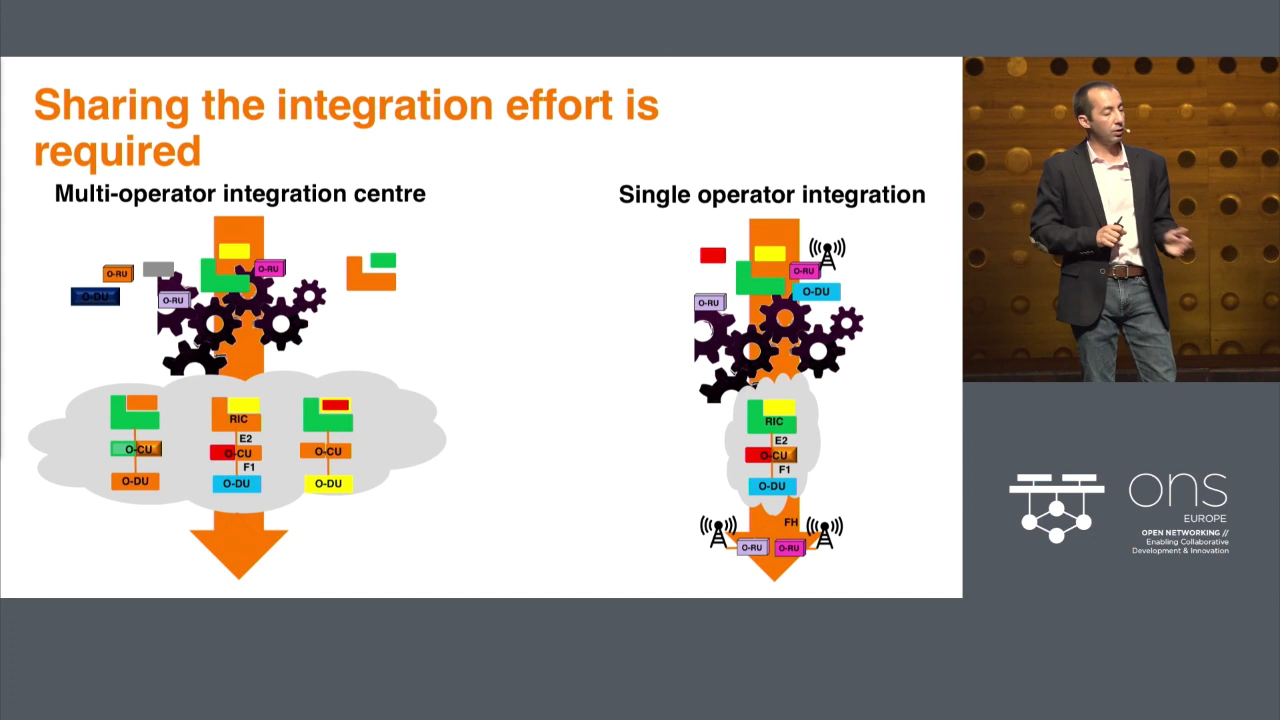 Sharing the integration effort is
required
Multi-operator integration centre
O-RU
O-DU
O-RU
O-RU
RIC
E2
O-CU
O-CU
O-CU
F1
O-DU
O-DU
O-DU
Single operator integration
O-RU
O-DU
O-RU
RIC
E2
O-CU
F1
O-DU
FH
O-RU
O-RU
ons
EUROPE
OPEN NETWORKING //
Enabling Collaborative
Development & Innovation